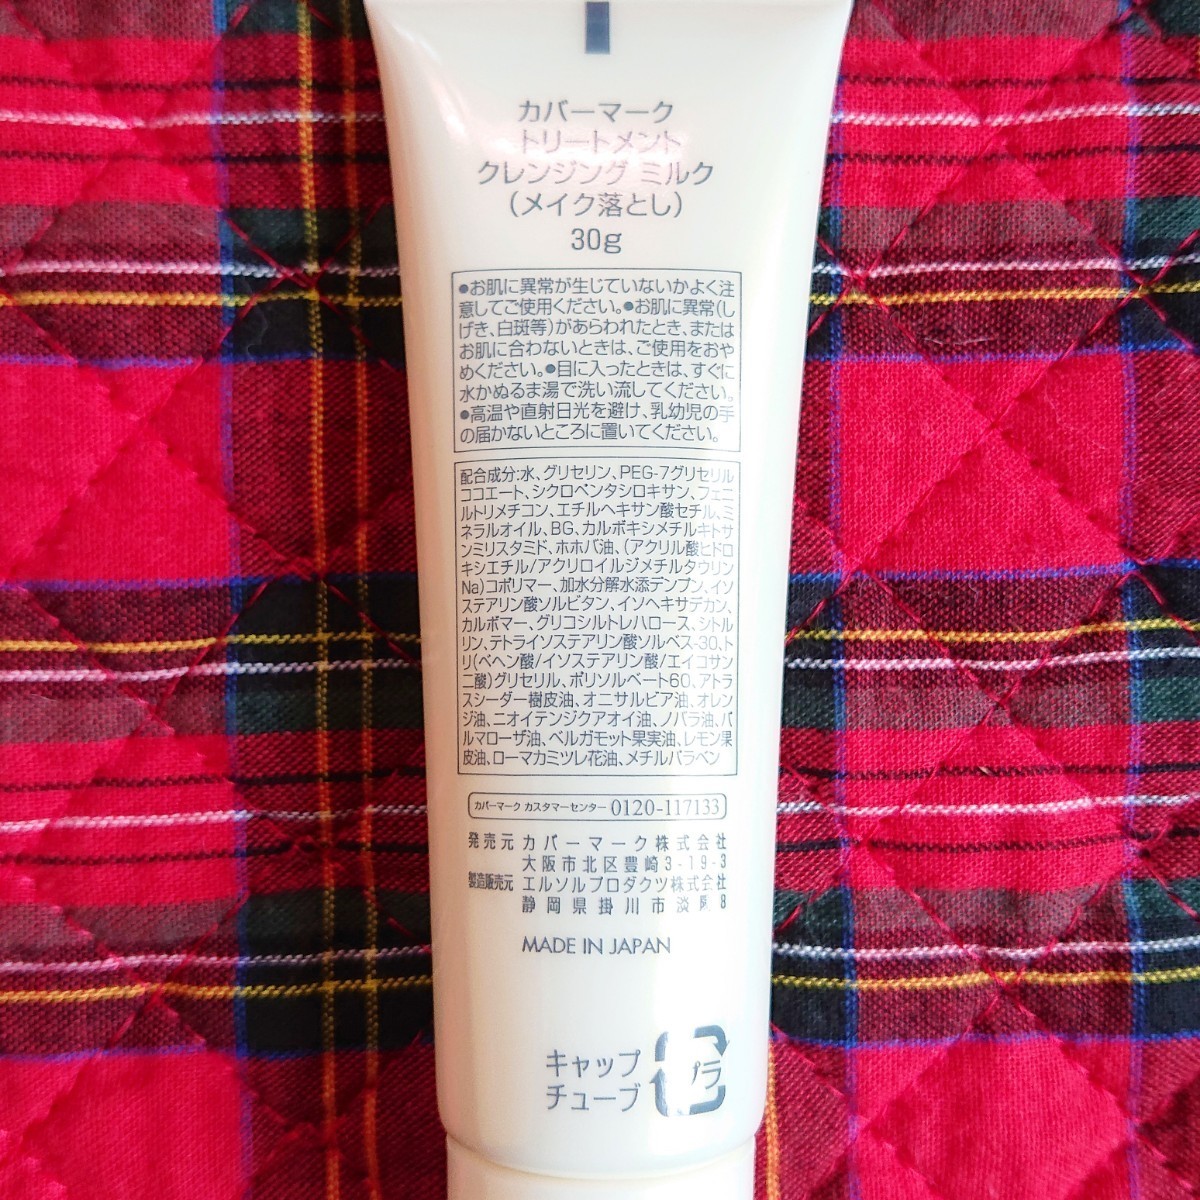 カバーマーク
トリートメント
クレンジング ミルク
(メイク落とし)
30g
●お肌に異常が生じていないかよく注
意してご使用ください。●お肌に異常(し
げき、白斑等)があらわれたとき、または
お肌に合わないときは、ご使用をおや
めください。●目に入ったときは、すぐに
水かぬるま湯で洗い流してください。
●高温や直射日光を避け、乳幼児の手
の届かないところに置いてください。
配合成分:水、グリセリン、PEG-7グリセリル
ココエート、シクロペンタシロキサン、フェニ
ルトリメチコン、エチルヘキサン酸セチル、ミ
ネラルオイル、BG、カルボキシメチルキトサ
ンミリスタミド、ホホバ油、(アクリル酸ヒドロ
キシエチル/アクリロイルジメチルタウリン
Na)コポリマー、加水分解水添デンプン、イソ
ステアリン酸ソルビタン、イソヘキサデカン、
カルボマー、グリコシルトレハロース、シトル
リン、テトライソステアリン酸ソルベス-30、ト
リ(ベヘン酸/イソステアリン酸/エイコサン
二酸)グリセリル、ポリソルベート60、アトラ
スシーダー樹皮油、オニサルビア油、オレン
ジ油、ニオイテンジクアオイ油、ノバラ油、パ
ルマローザ油、ベルガモット果実油、レモン果
皮油、ローマカミツレ花油、メチルパラベン
カバーマーク カスタマーセンター 0120-117133
発売元 カバーマーク株式会社
大阪市北区豊崎3-19-3
製造販売元 エルソルプロダクツ株式会社
静岡県掛川市淡陽8
MADE IN JAPAN
キャップ
チューブ
プラ